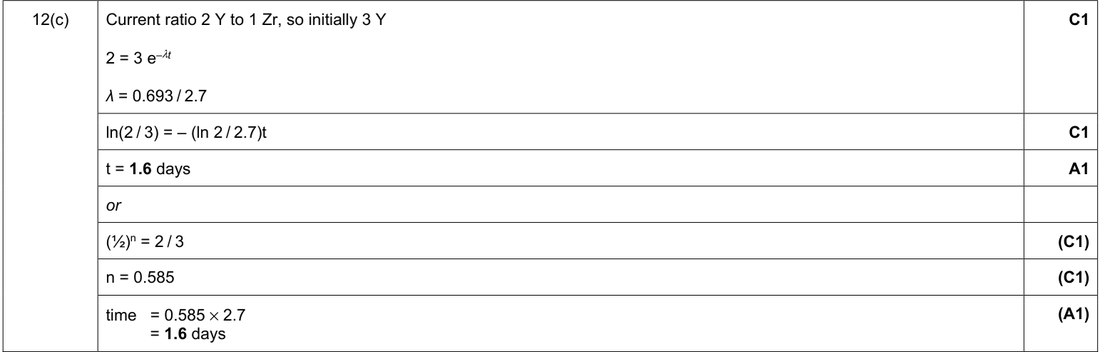 12(c) Current ratio 2 Y to 1 Zr, so initially 3 Y C1
2 = 3 e^–λt
λ = 0.693 / 2.7
ln(2 / 3) = – (ln 2 / 2.7)t C1
t = 1.6 days A1
or
(½)ⁿ = 2 / 3 (C1)
n = 0.585 (C1)
time = 0.585 × 2.7 (A1)
= 1.6 days